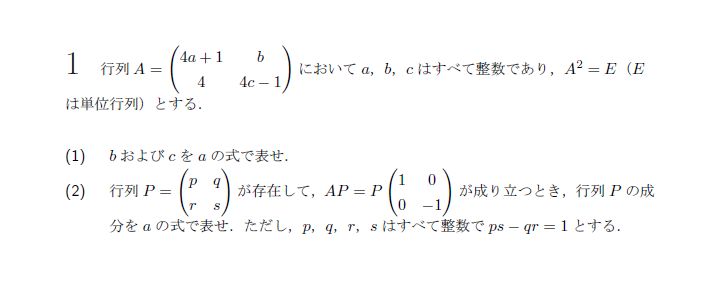 1 行列 A = \begin{pmatrix} 4a+1 & b \\ 4 & 4c-1 \end{pmatrix} において a，b，c はすべて整数であり，A^2 = E（E
は単位行列）とする．
(1) b および c を a の式で表せ．
(2) 行列 P = \begin{pmatrix} p & q \\ r & s \end{pmatrix} が存在して，AP = P \begin{pmatrix} 1 & 0 \\ 0 & -1 \end{pmatrix} が成り立つとき，行列 P の成
分を a の式で表せ．ただし，p，q，r，s はすべて整数で ps − qr = 1 とする．